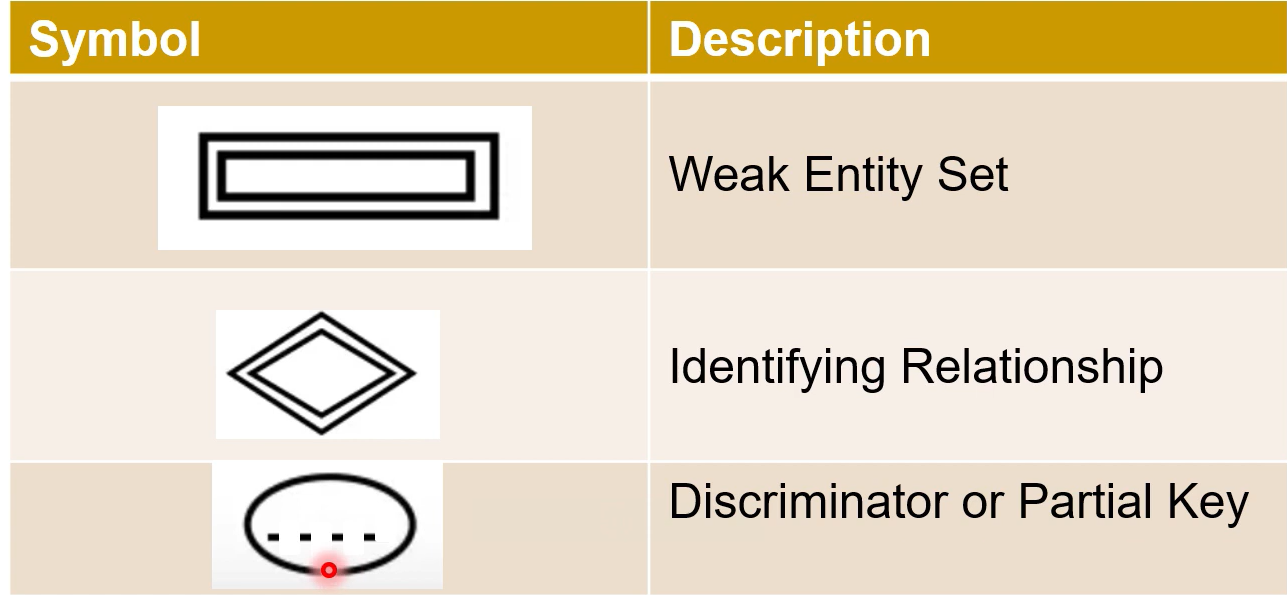 Symbol
Description
Weak Entity Set
Identifying Relationship
Discriminator or Partial Key